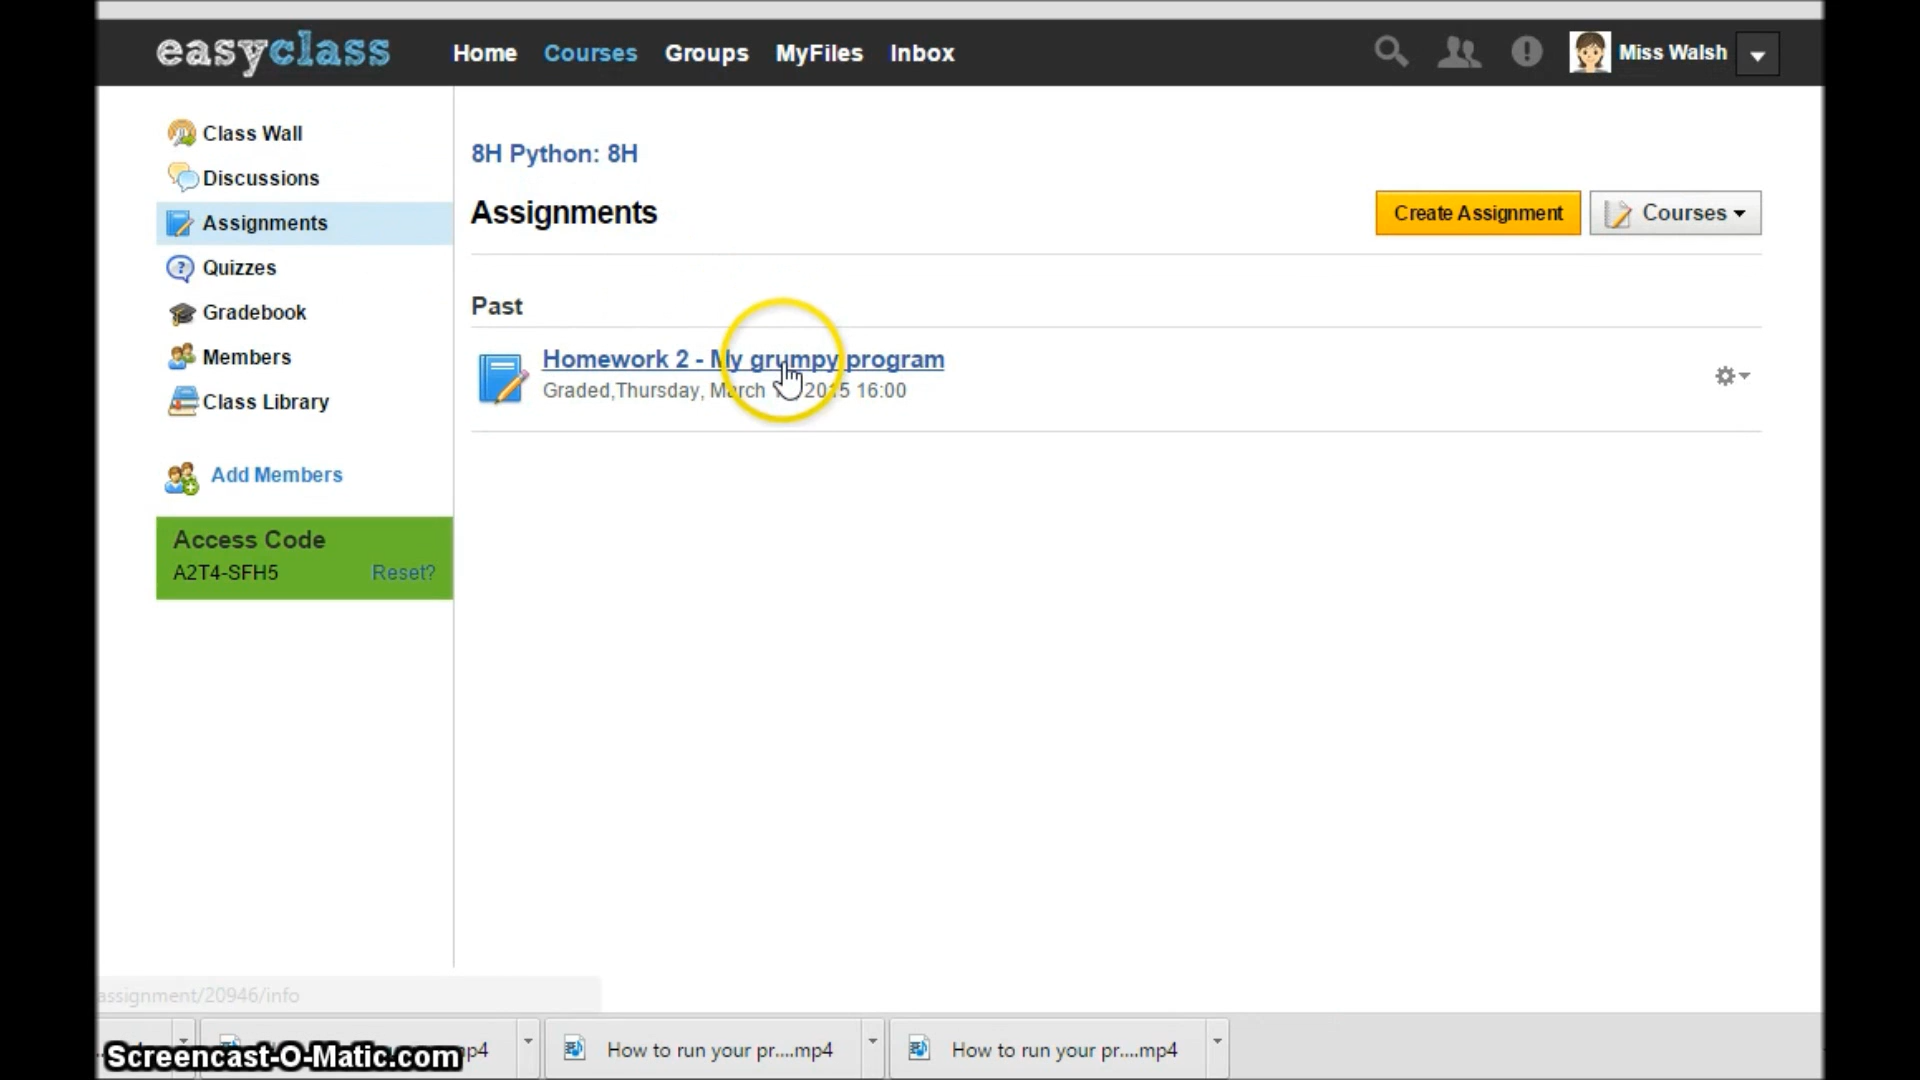 easyclass Home Courses Groups MyFiles Inbox Miss Walsh
Class Wall
Discussions
Assignments
Quizzes
Gradebook
Members
Class Library
Add Members
Access Code
A2T4-SFH5 Reset?
8H Python: 8H
Assignments
Create Assignment Courses
Past
Homework 2 - My grumpy program
Graded,Thursday, March 2015 16:00
assignment/20946/info
Screencast-O-Matic.com
How to run your pr....mp4
How to run your pr....mp4